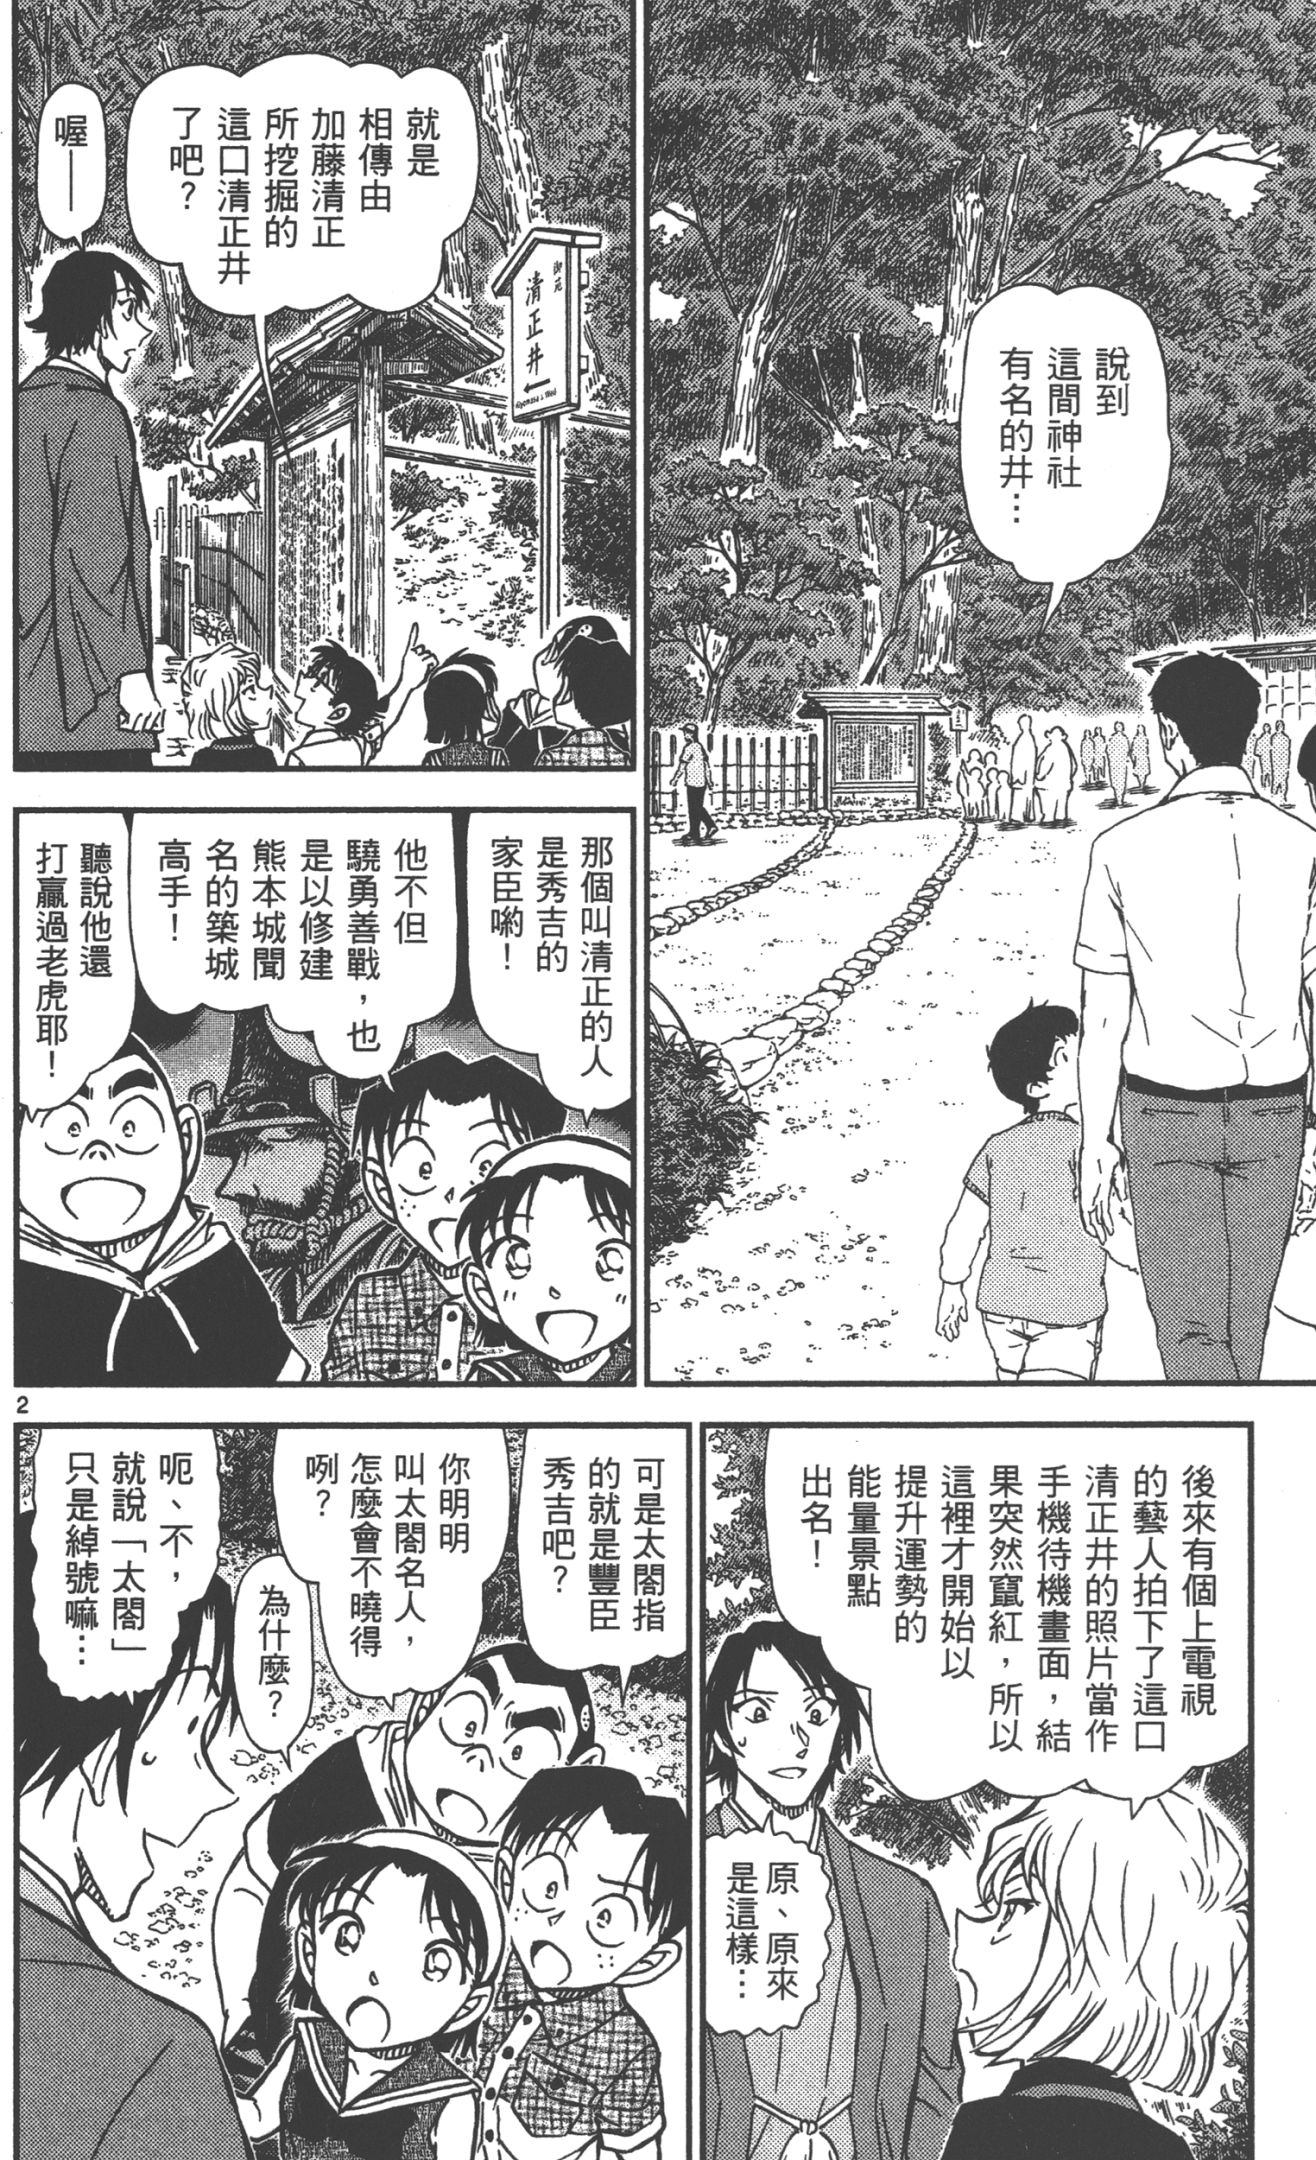 說到
這間神社
有名的井…
就是
相傳由
加藤清正
所挖掘的
這口清正井
了吧？
御苑
清正井
喔——
那個叫清正的人
是秀吉的
家臣喲！
他不但
驍勇善戰，也
是以修建
熊本城聞
名的築城
高手！
聽說他還
打贏過老虎耶！
2
後來有個上電視
的藝人拍下了這口
清正井的照片當作
手機待機畫面，結
果突然竄紅，所以
這裡才開始以
提升運勢的
能量景點
出名！
原、原來
是這樣…
可是太閤指
的就是豐臣
秀吉吧？
你明明
叫太閤名人，
怎麼會不曉得
咧？
為什麼？
呃、不，
就說「太閤」
只是綽號嘛…